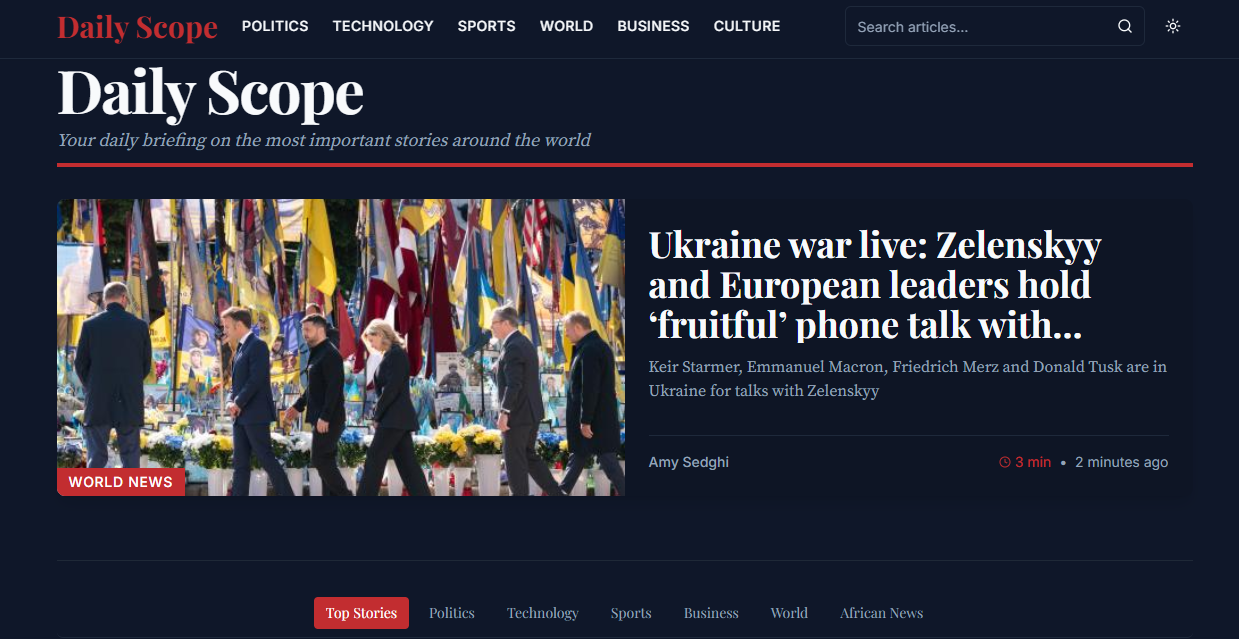 Daily Scope POLITICS TECHNOLOGY SPORTS WORLD BUSINESS CULTURE Search articles...
Daily Scope
Your daily briefing on the most important stories around the world
Ukraine war live: Zelenskyy
and European leaders hold
‘fruitful’ phone talk with...
Keir Starmer, Emmanuel Macron, Friedrich Merz and Donald Tusk are in
Ukraine for talks with Zelenskyy
Amy Sedghi 3 min • 2 minutes ago
WORLD NEWS
Top Stories Politics Technology Sports Business World African News